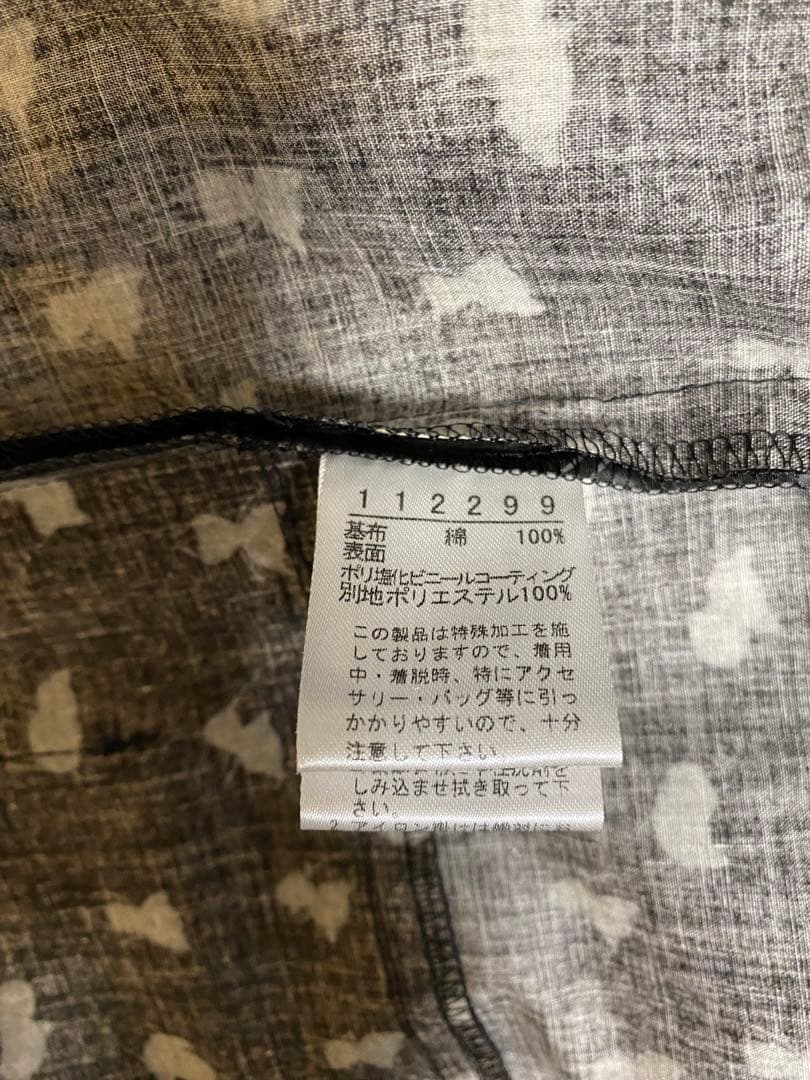 112299
基布 綿 100%
表面
ポリ塩化ビニールコーティング
別地ポリエステル100%
この製品は特殊加工を施
しておりますので、着用
中・着脱時、特にアクセ
サリー・バッグ等に引っ
かかりやすいので、十分
注意して下さい
しみ込ませ拭き取って下
さい。